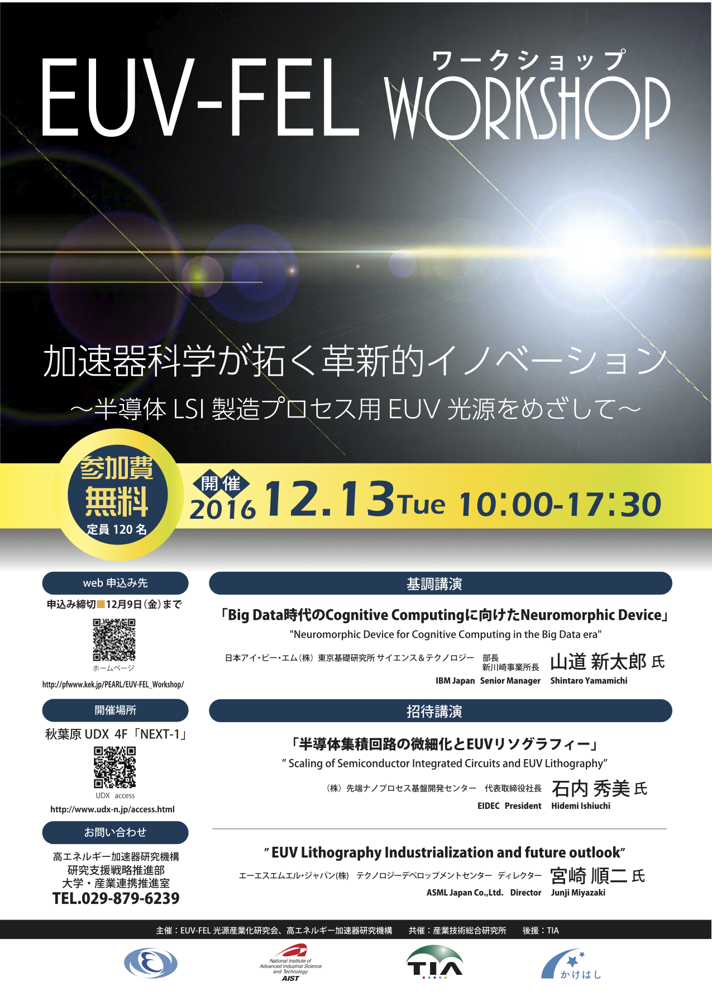 ワークショップ
EUV-FEL WORKSHOP
加速器科学が拓く革新的イノベーション
～半導体 LSI 製造プロセス用 EUV 光源をめざして～
参加費
無料
定員 120 名
開催
2016 12.13 Tue 10:00-17:30
web 申込み先
申込み締切■12月9日（金）まで
ホームページ
http://pfwww.kek.jp/PEARL/EUV-FEL_Workshop/
開催場所
秋葉原 UDX 4F「NEXT-1」
UDX access
http://www.udx-n.jp/access.html
お問い合わせ
高エネルギー加速器研究機構
研究支援戦略推進部
大学・産業連携推進室
TEL.029-879-6239
基調講演
「Big Data時代のCognitive Computingに向けたNeuromorphic Device」
"Neuromorphic Device for Cognitive Computing in the Big Data era"
日本アイ・ビー・エム（株）東京基礎研究所 サイエンス＆テクノロジー 部長
新川崎事業所長 山道 新太郎 氏
IBM Japan Senior Manager Shintaro Yamamichi
招待講演
「半導体集積回路の微細化とEUVリソグラフィー」
” Scaling of Semiconductor Integrated Circuits and EUV Lithography”
（株）先端ナノプロセス基盤開発センター 代表取締役社長 石内 秀美 氏
EIDEC President Hidemi Ishiuchi
” EUV Lithography Industrialization and future outlook”
エーエスエムエル・ジャパン(株) テクノロジーデベロップメントセンター ディレクター 宮崎 順二 氏
ASML Japan Co.,Ltd. Director Junji Miyazaki
主催：EUV-FEL 光源産業化研究会、高エネルギー加速器研究機構 共催：産業技術総合研究所 後援：TIA
National Institute of
Advanced Industrial Science
and Technology
AIST
TIA
かけはし